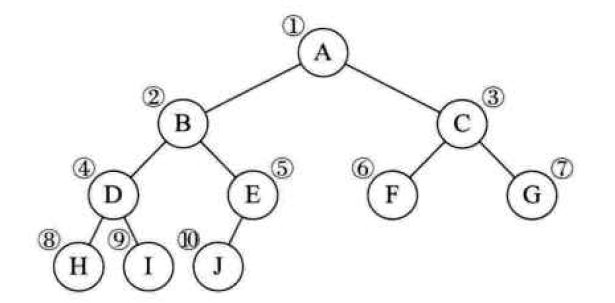 ① A
② B ③ C
④ D ⑤ E ⑥ F ⑦ G
⑧ H ⑨ I ⑩ J